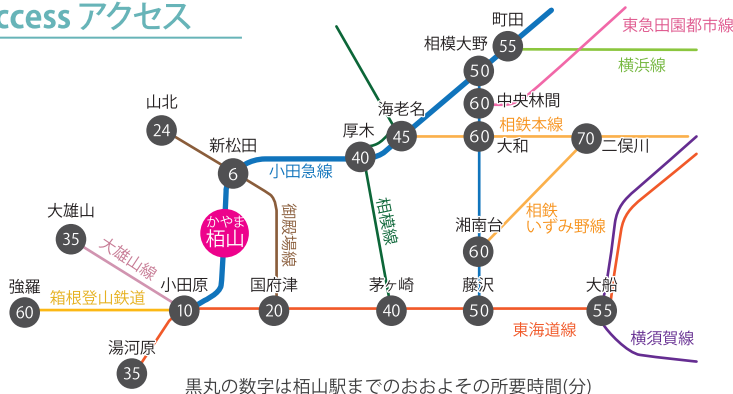 ccess アクセス
町田
55
東急田園都市線
相模大野
50
横浜線
山北
24
海老名
45
60
中央林間
新松田
6
厚木
40
相鉄本線
60
大和
70
二俣川
小田急線
かやま
栢山
大雄山
35
大雄山線
御殿場線
相模線
湘南台
60
相鉄
いずみ野線
強羅
60
箱根登山鉄道
小田原
10
国府津
20
茅ヶ崎
40
藤沢
50
大船
55
東海道線
横須賀線
湯河原
35
黒丸の数字は栢山駅までのおおよその所要時間(分)